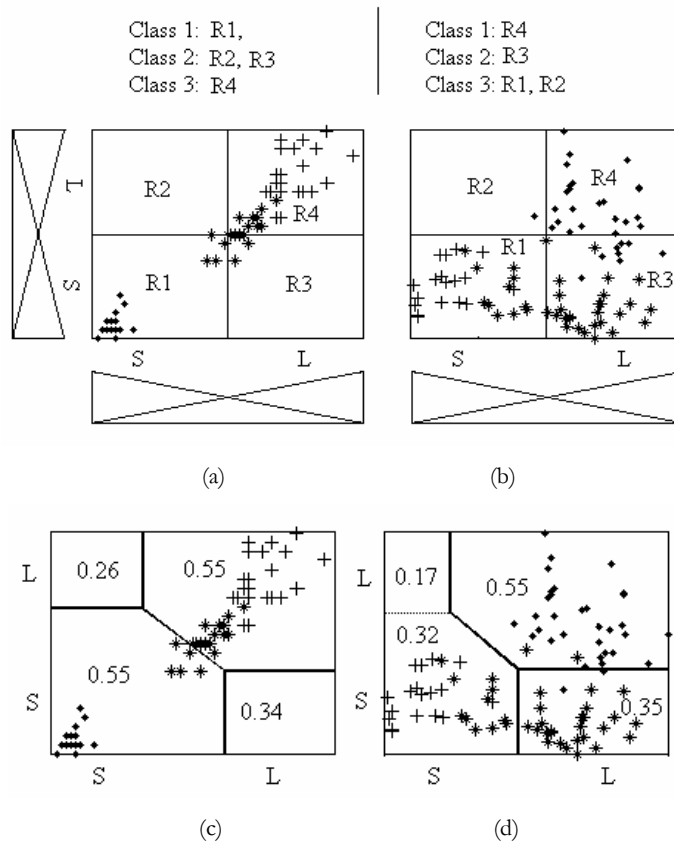 Class 1: R1,
Class 2: R2, R3
Class 3: R4
Class 1: R4
Class 2: R3
Class 3: R1, R2
L
R2
R4
S
R1
R3
S
L
R2
R4
R1
R3
S
L
(a)
(b)
L
0.26
0.55
S
0.55
0.34
S
L
L
0.17
0.55
0.32
S
0.35
S
L
(c)
(d)